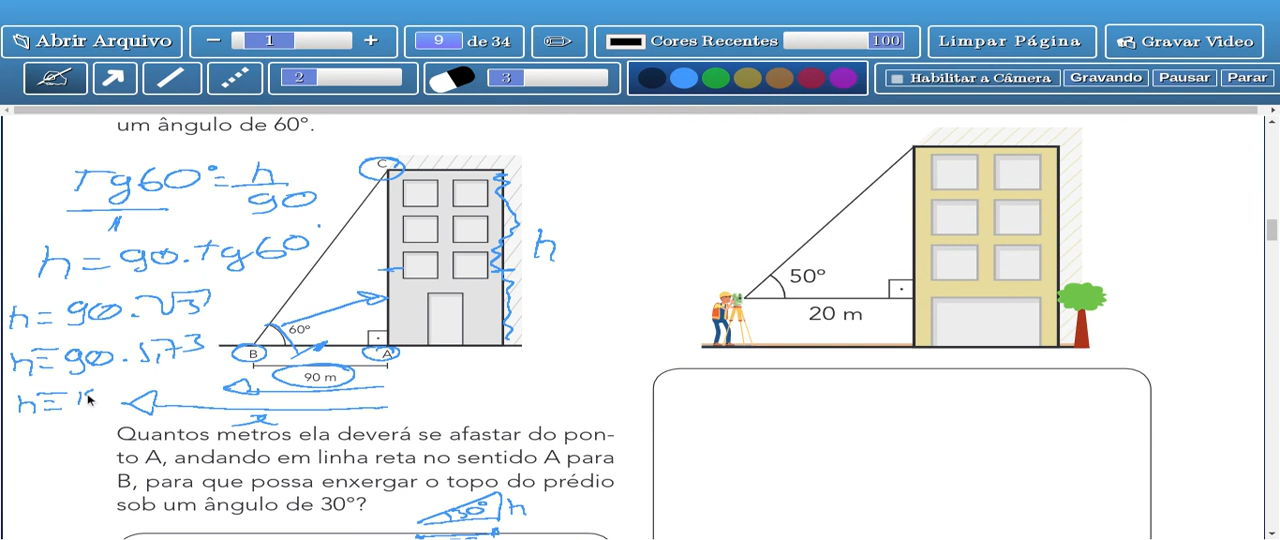 Abrir Arquivo
− 1 +
9 de 34
Cores Recentes 100
Limpar Página
Gravar Video
2
3
Habilitar a Câmera
Gravando
Pausar
Parar
um ângulo de 60°.
Tg60°=h/90
1
h=90.Tg60°
h=90.√3
h=90.1,73
h=
C
h
60°
B
A
90 m
x
Quantos metros ela deverá se afastar do pon-
to A, andando em linha reta no sentido A para
B, para que possa enxergar o topo do prédio
sob um ângulo de 30°?
30°
h
50°
20 m